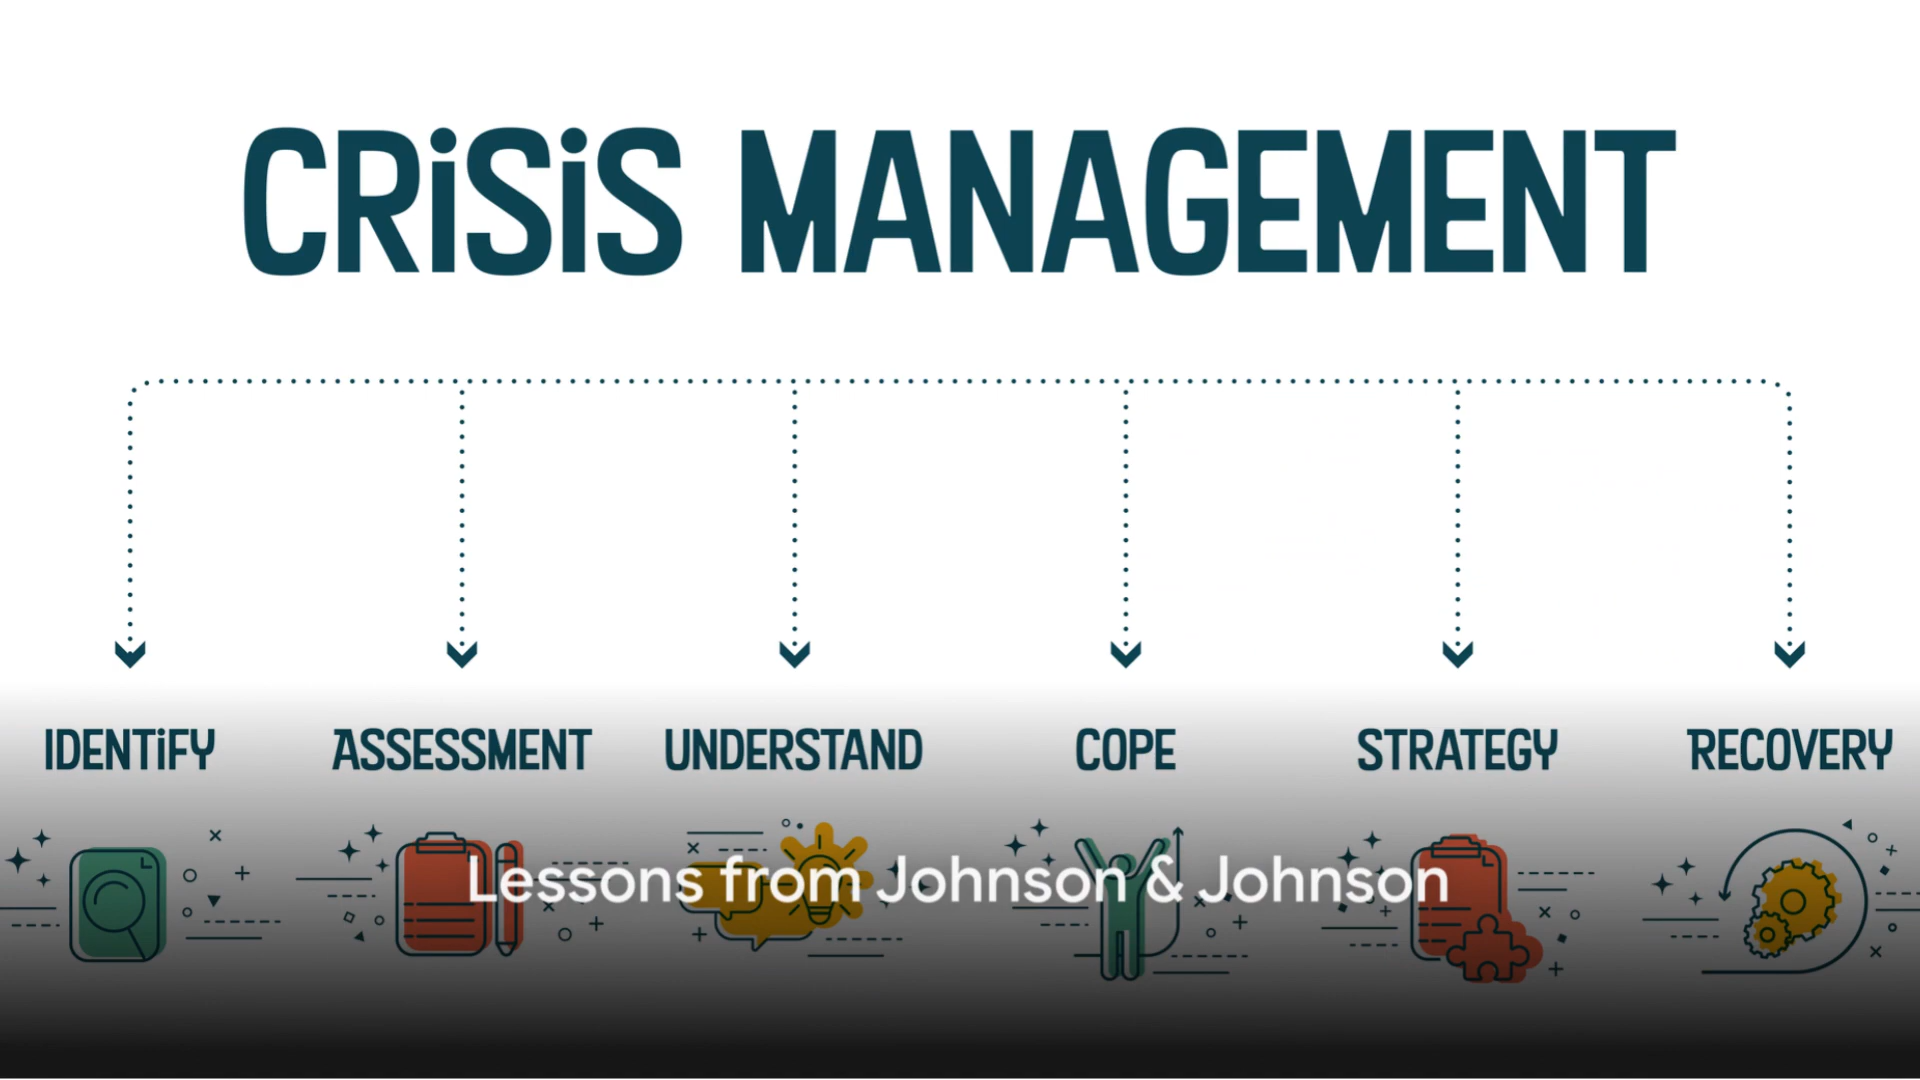 CRiSiS MANAGEMENT
IDENTiFY ASSESSMENT UNDERSTAND COPE STRATEGY RECOVERY
Lessons from Johnson & Johnson